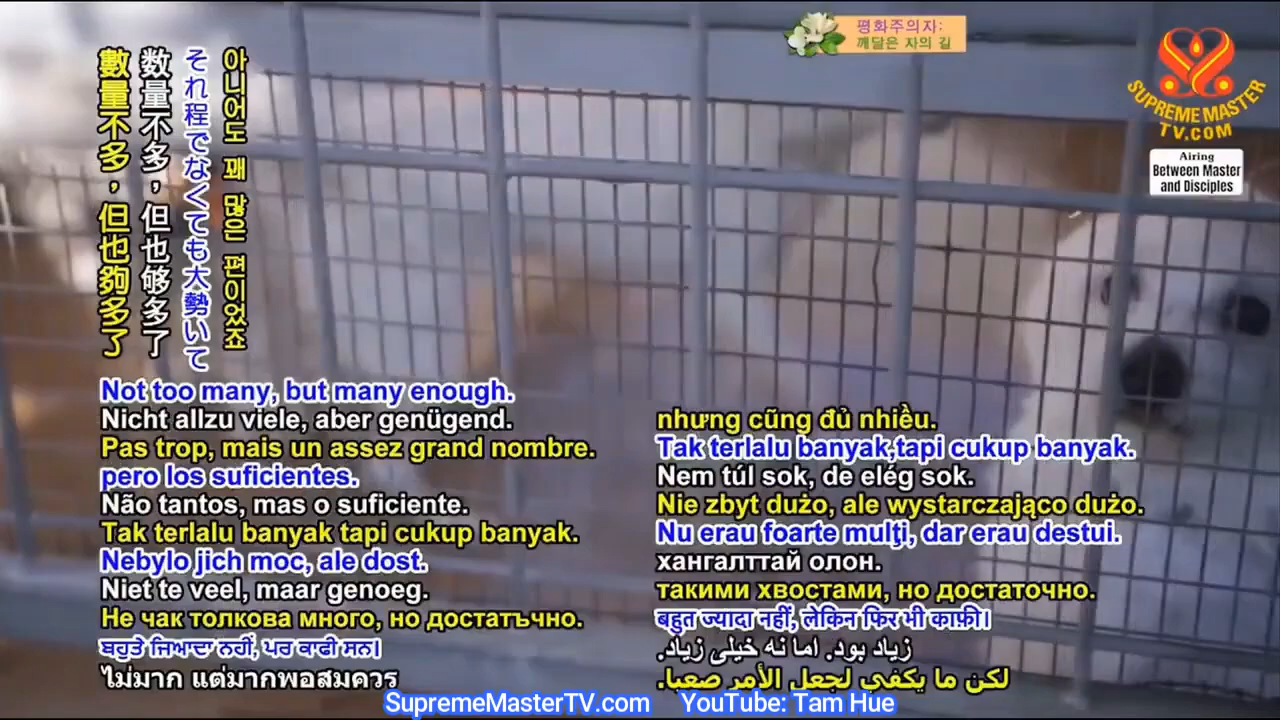 평화주의자:
깨달은 자의 길
SUPREME MASTER
TV.COM
Airing
Between Master
and Disciples
아니어도 꽤 많은 편이었죠
それ程でなくても大勢いて
数量不多，但也够多了
數量不多，但也夠多了
Not too many, but many enough.
Nicht allzu viele, aber genügend.
Pas trop, mais un assez grand nombre.
pero los suficientes.
Não tantos, mas o suficiente.
Tak terlalu banyak tapi cukup banyak.
Nebylo jich moc, ale dost.
Niet te veel, maar genoeg.
Не чак толкова много, но достатъчно.
ਬਹੁਤੇ ਜਿਆਦਾ ਨਹੀਂ, ਪਰ ਕਾਫੀ ਸਨ।
ไม่มาก แต่มากพอสมควร
nhưng cũng đủ nhiều.
Tak terlalu banyak,tapi cukup banyak.
Nem túl sok, de elég sok.
Nie zbyt dużo, ale wystarczająco dużo.
Nu erau foarte mulţi, dar erau destui.
хангалттай олон.
такими хвостами, но достаточно.
बहुत ज्यादा नहीं, लेकिन फिर भी काफ़ी।
زیاد بود. اما نه خیلی زیاد.
لكن ما يكفي لجعل الأمر صعبا.
SupremeMasterTV.com YouTube: Tam Hue